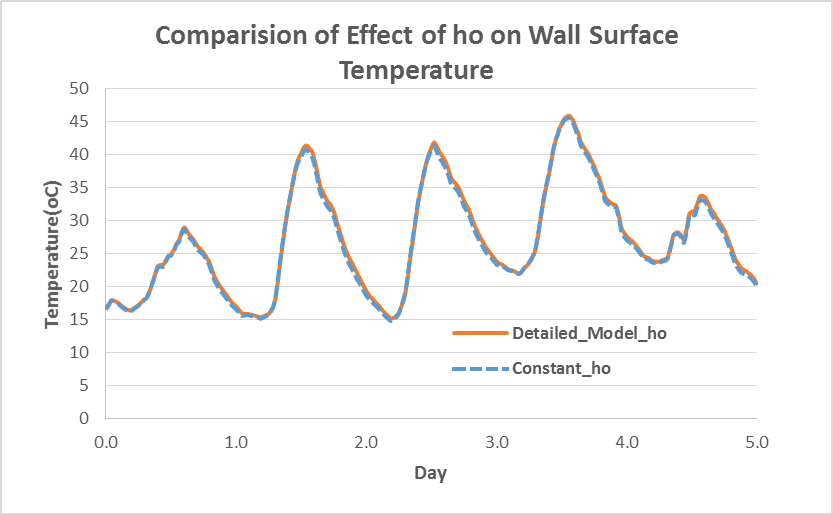 Comparision of Effect of ho on Wall Surface
Temperature
50
45
40
35
30
25
20
15
10
5
0
Temperature(oC)
Detailed_Model_ho
Constant_ho
0.0 1.0 2.0 3.0 4.0 5.0
Day